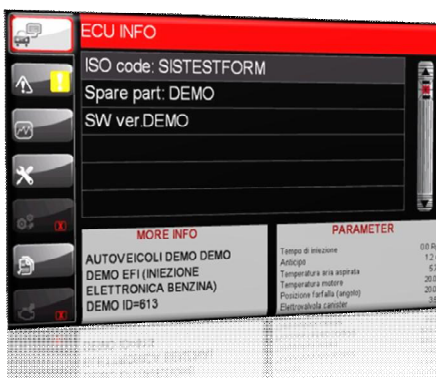 ECU INFO
ISO code: SISTESTFORM
Spare part: DEMO
SW ver.DEMO
MORE INFO
AUTOVEICOLI DEMO DEMO
DEMO EFI (INIEZIONE
ELETTRONICA BENZINA)
DEMO ID=613
PARAMETER
Tempo di iniezione
Anticipo
Temperatura aria aspirata
Temperatura motore
Posizione farfalla (angolo)
Elettrovalvola canister